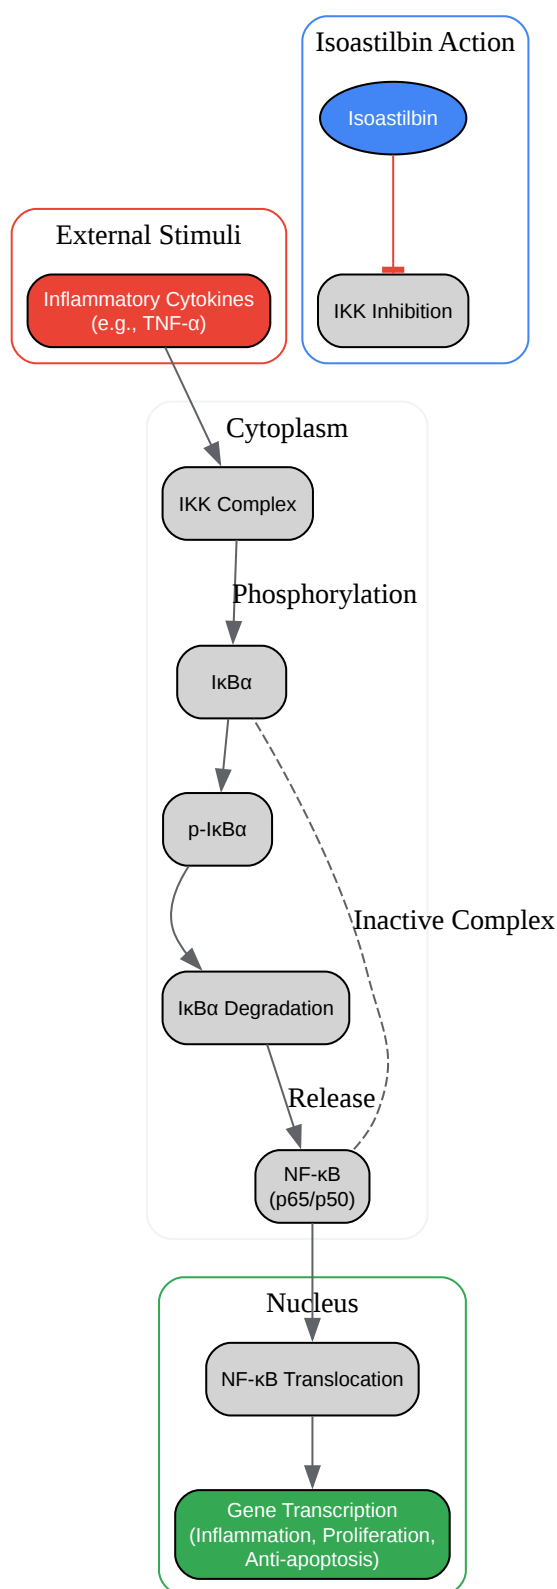 Isoastilbin Action
Isoastilbin
External Stimuli
Inflammatory Cytokines
(e.g., TNF-α)
IKK Inhibition
Cytoplasm
IKK Complex
Phosphorylation
IκBα
p-IκBα
Inactive Complex
IκBα Degradation
Release
NF-κB
(p65/p50)
Nucleus
NF-κB Translocation
Gene Transcription
(Inflammation, Proliferation,
Anti-apoptosis)